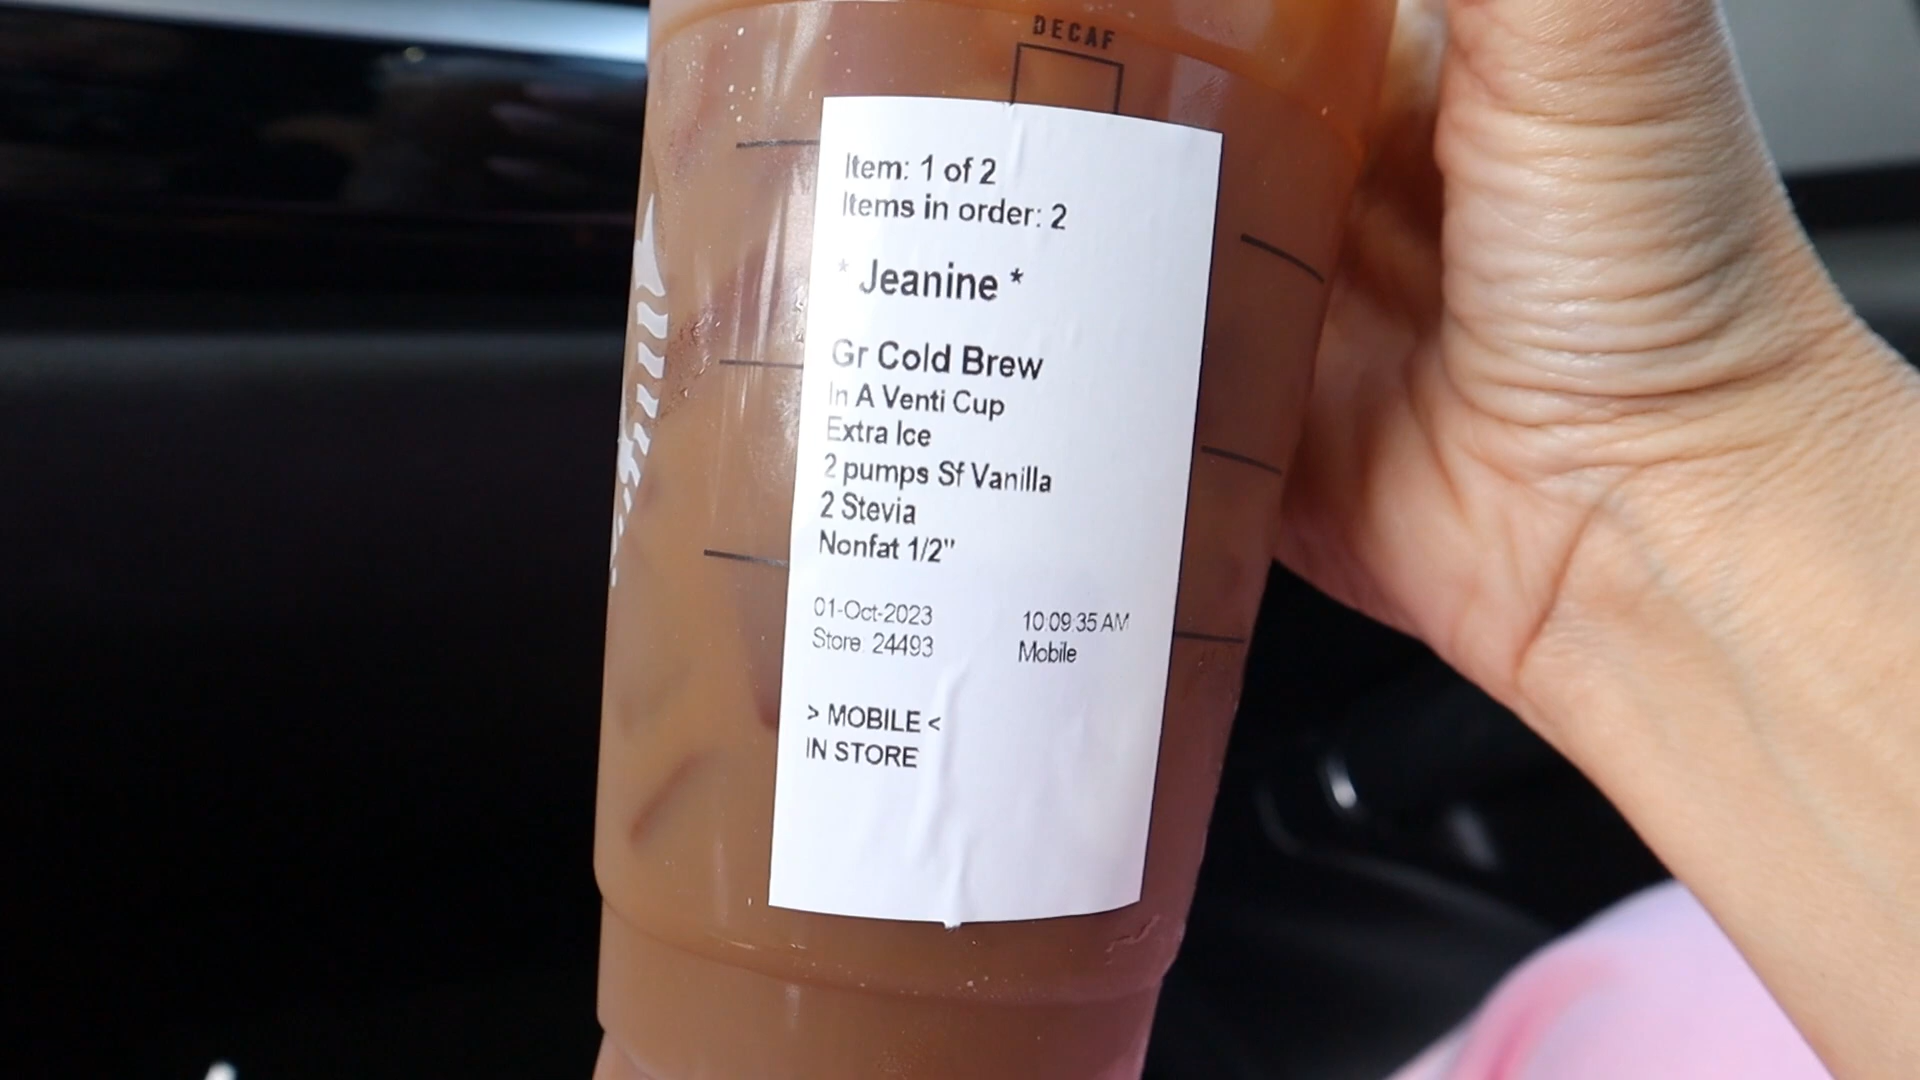 DECAF
Item: 1 of 2
Items in order: 2
* Jeanine *
Gr Cold Brew
In A Venti Cup
Extra Ice
2 pumps Sf Vanilla
2 Stevia
Nonfat 1/2"
01-Oct-2023 10:09:35 AM
Store: 24493 Mobile
> MOBILE <
IN STORE